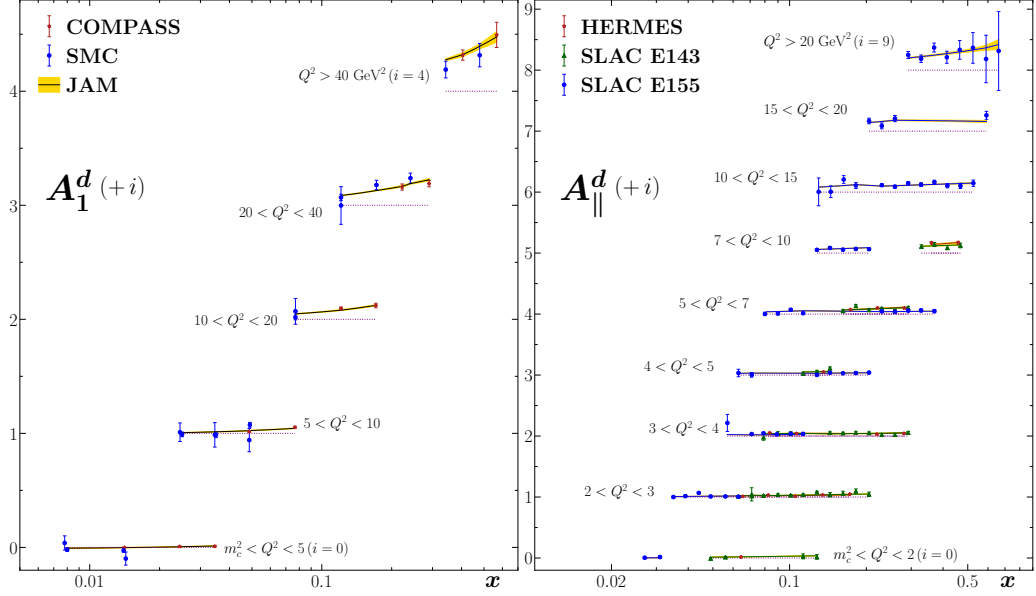 COMPASS
SMC
JAM
Q² > 40 GeV² (i = 4)
A₁ᵈ (+ i)
20 < Q² < 40
10 < Q² < 20
5 < Q² < 10
m_c² < Q² < 5 (i = 0)
4
3
2
1
0
0.01
0.1
x
HERMES
SLAC E143
SLAC E155
Q² > 20 GeV² (i = 9)
15 < Q² < 20
A_∥ᵈ (+ i)
10 < Q² < 15
7 < Q² < 10
5 < Q² < 7
4 < Q² < 5
3 < Q² < 4
2 < Q² < 3
m_c² < Q² < 2 (i = 0)
9
8
7
6
5
4
3
2
1
0
0.02
0.1
0.5
x